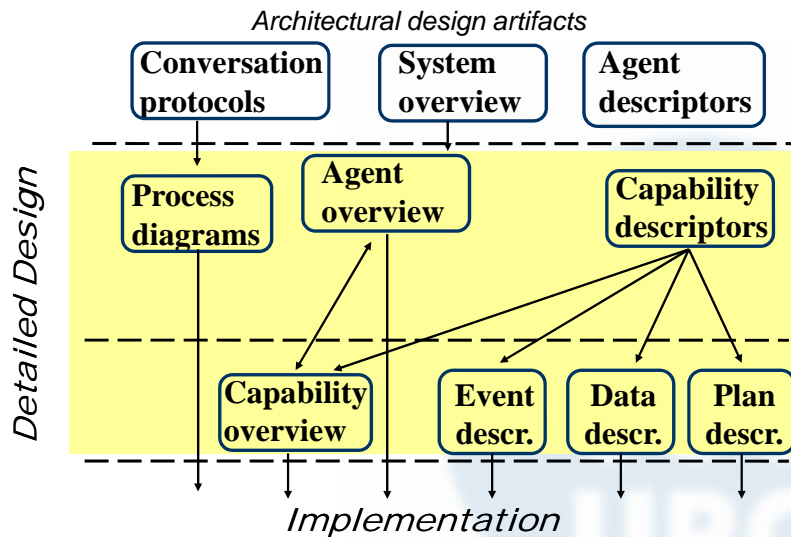 Architectural design artifacts
Conversation
protocols
System
overview
Agent
descriptors
Detailed Design
Process
diagrams
Agent
overview
Capability
descriptors
Capability
overview
Event
descr.
Data
descr.
Plan
descr.
Implementation